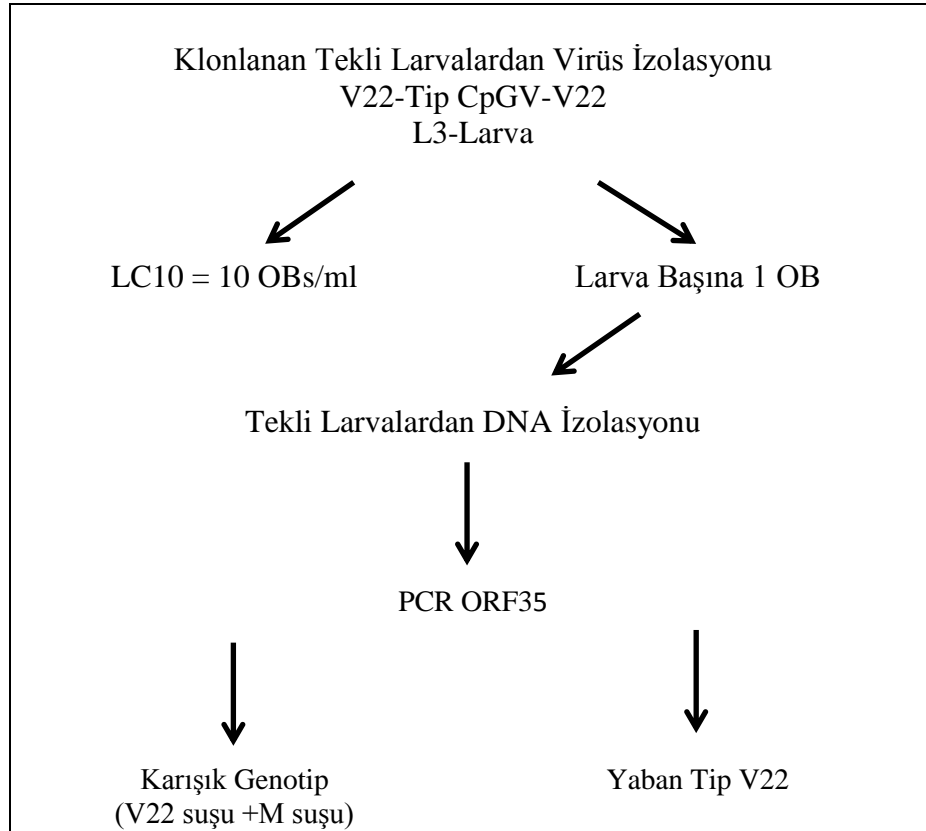 Klonlanan Tekli Larvalardan Virüs İzolasyonu
V22-Tip CpGV-V22
L3-Larva
LC10 = 10 OBs/ml
Larva Başına 1 OB
Tekli Larvalardan DNA İzolasyonu
PCR ORF35
Karışık Genotip
(V22 suşu +M suşu)
Yaban Tip V22